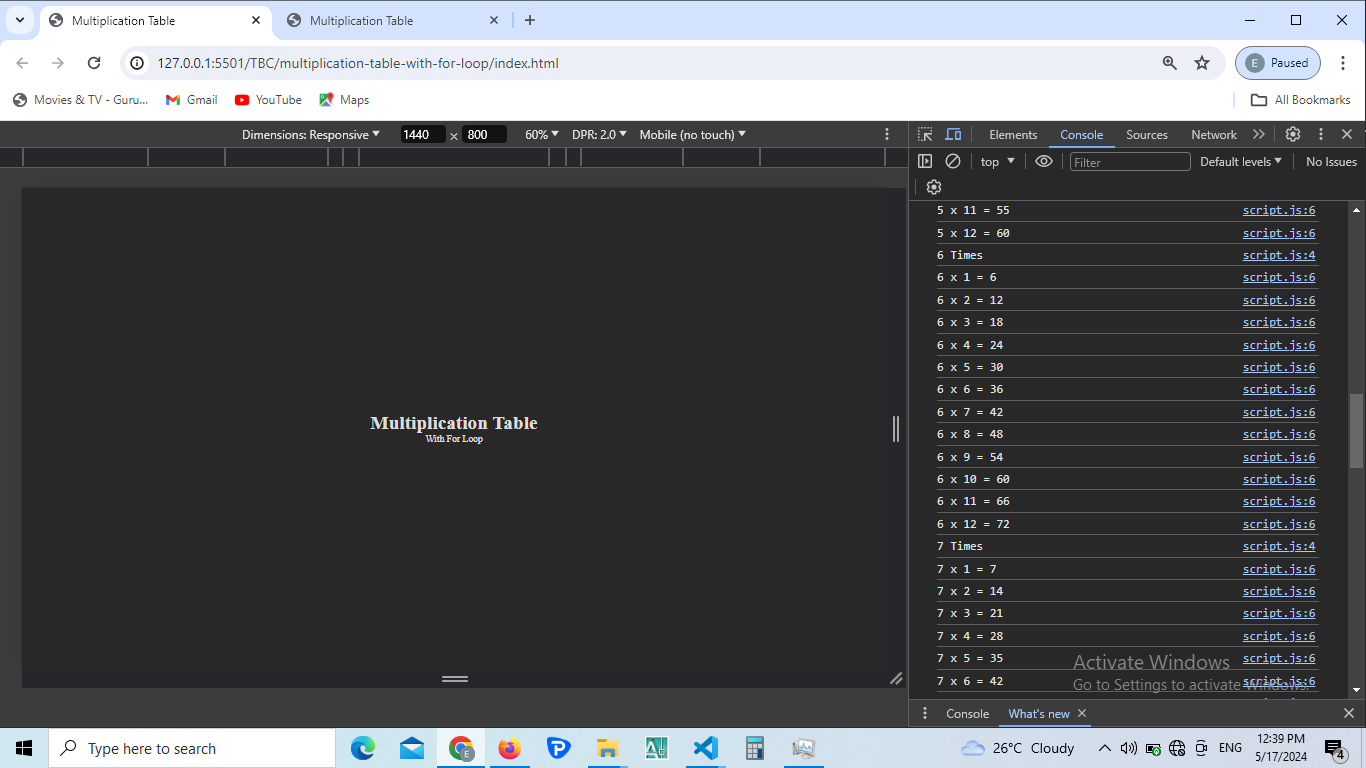 Multiplication Table
Multiplication Table
127.0.0.1:5501/TBC/multiplication-table-with-for-loop/index.html
E Paused
Movies & TV - Guru...
Gmail
YouTube
Maps
All Bookmarks
Dimensions: Responsive
1440 × 800
60%
DPR: 2.0
Mobile (no touch)
Elements
Console
Sources
Network
top
Filter
Default levels
No Issues
Multiplication Table
With For Loop
5 x 11 = 55 script.js:6
5 x 12 = 60 script.js:6
6 Times script.js:4
6 x 1 = 6 script.js:6
6 x 2 = 12 script.js:6
6 x 3 = 18 script.js:6
6 x 4 = 24 script.js:6
6 x 5 = 30 script.js:6
6 x 6 = 36 script.js:6
6 x 7 = 42 script.js:6
6 x 8 = 48 script.js:6
6 x 9 = 54 script.js:6
6 x 10 = 60 script.js:6
6 x 11 = 66 script.js:6
6 x 12 = 72 script.js:6
7 Times script.js:4
7 x 1 = 7 script.js:6
7 x 2 = 14 script.js:6
7 x 3 = 21 script.js:6
7 x 4 = 28 script.js:6
7 x 5 = 35 script.js:6
7 x 6 = 42 script.js:6
Activate Windows
Go to Settings to activate Windows.
Console
What's new
Type here to search
E
26°C Cloudy
ENG
12:39 PM
5/17/2024
4